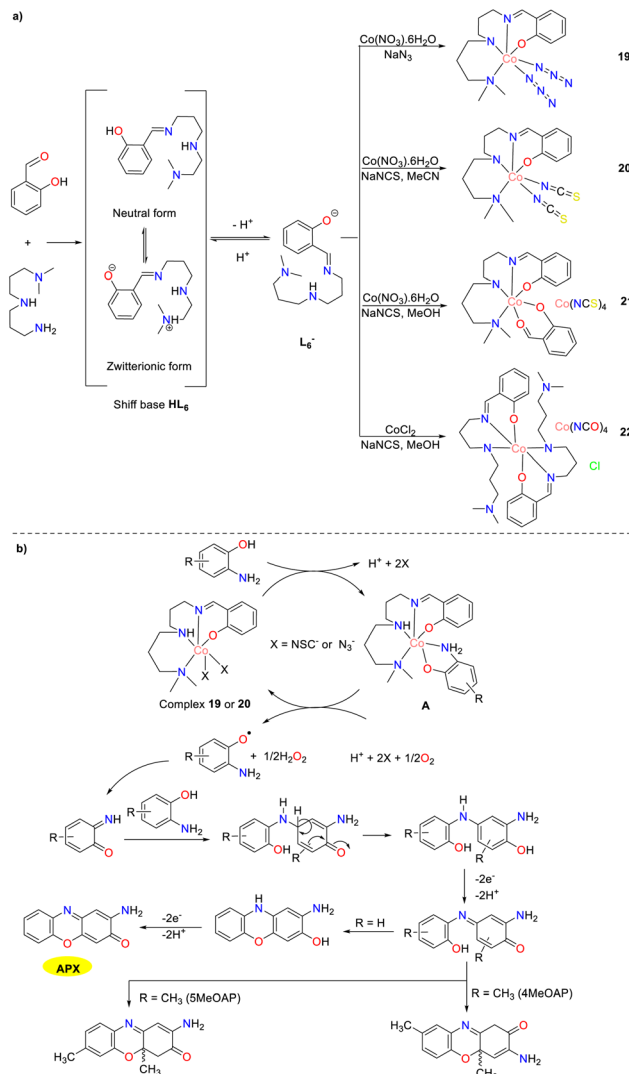 a)
Co(NO₃).6H₂O
NaN₃
19
Neutral form
+
Zwitterionic form
Shiff base HL₆
- H⁺
H⁺
L₆⁻
Co(NO₃).6H₂O
NaNCS, MeCN
20
Co(NO₃).6H₂O
NaNCS, MeOH
Co(NCS)₄
21
CoCl₂
NaNCS, MeOH
Co(NCO)₄
22
Cl
b)
H⁺ + 2X
X = NSC⁻ or N₃⁻
Complex 19 or 20
A
+ 1/2H₂O₂
H⁺ + 2X + 1/2O₂
-2e⁻
-2H⁺
R = H
-2e⁻
-2H⁺
APX
R = CH₃ (5MeOAP)
R = CH₃ (4MeOAP)